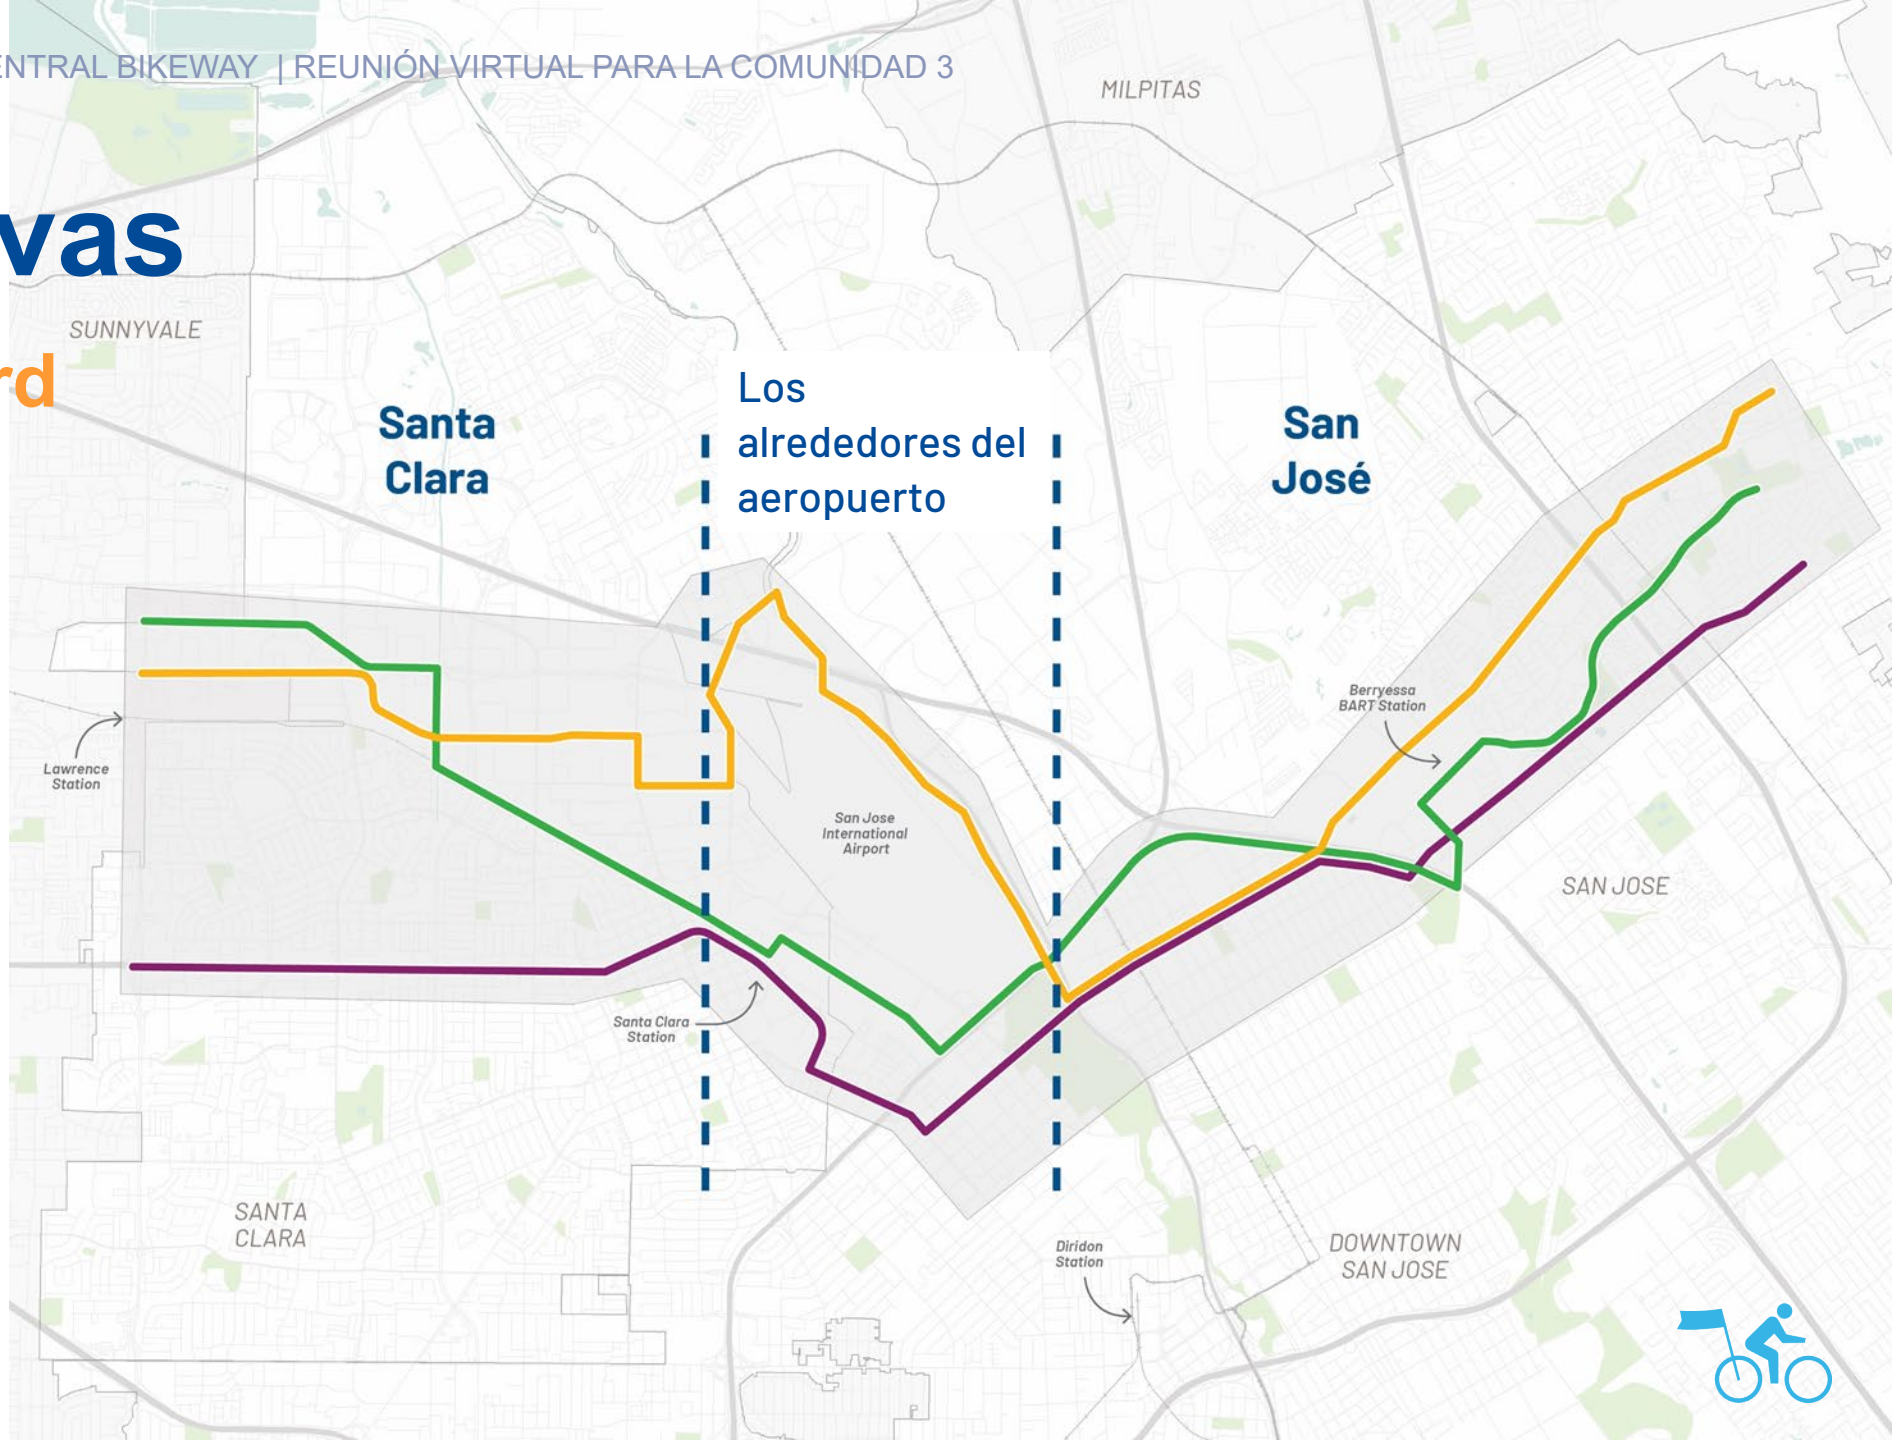 ENTRAL BIKEWAY | REUNIÓN VIRTUAL PARA LA COMUNIDAD 3
MILPITAS
vas
SUNNYVALE
rd
Santa
Clara
Los
alrededores del
aeropuerto
San
José
Berryessa
BART Station
Lawrence
Station
San Jose
International
Airport
SAN JOSE
Santa Clara
Station
SANTA
CLARA
Diridon
Station
DOWNTOWN
SAN JOSE